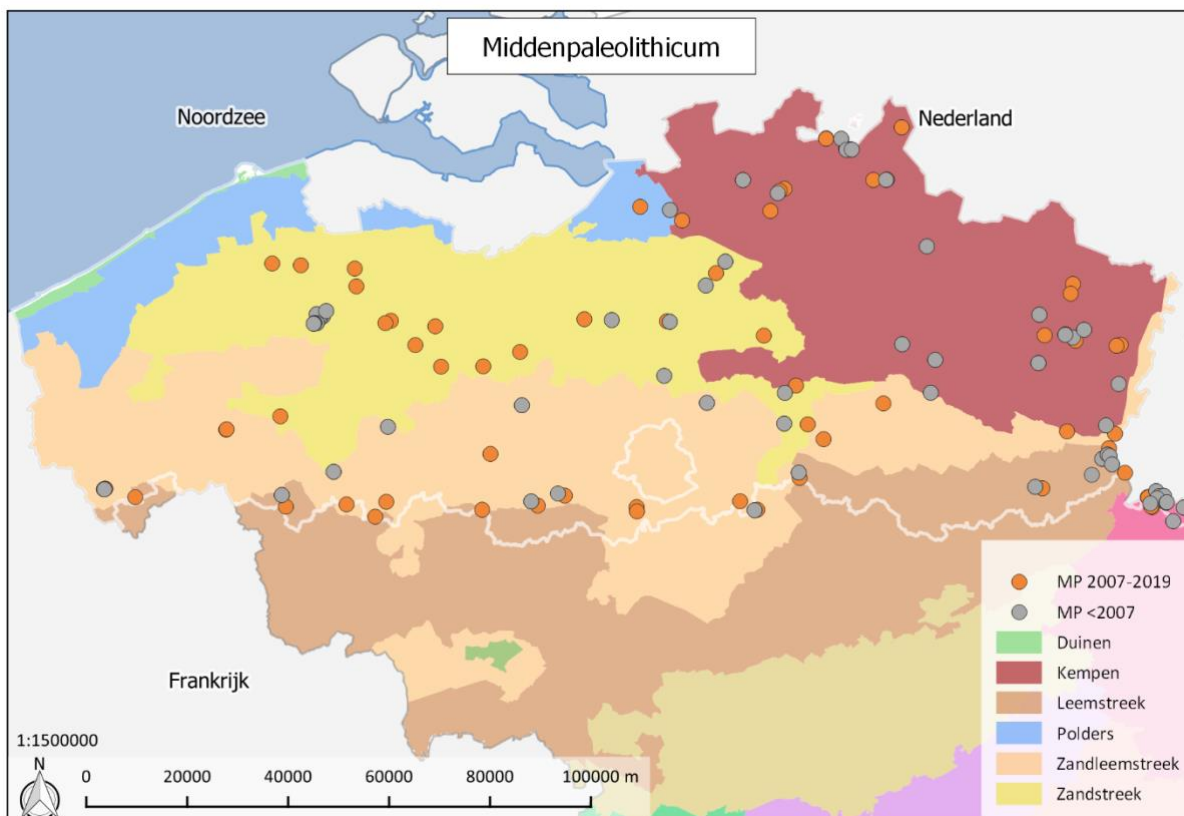 Middenpaleolithicum
Noordzee
Nederland
Frankrijk
MP 2007-2019
MP <2007
Duinen
Kempen
Leemstreek
Polders
Zandleemstreek
Zandstreek
1:1500000
N
0 20000 40000 60000 80000 100000 m